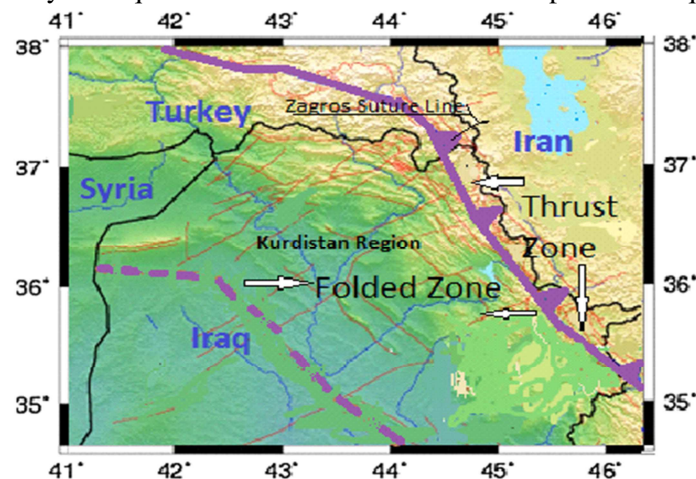 41° 42° 43° 44° 45° 46°
38° 38°
Zagros Suture Line
Turkey
Iran
37° 37°
Syria
Thrust
Zone
Kurdistan Region
36° 36°
Folded Zone
Iraq
35° 35°
41° 42° 43° 44° 45° 46°